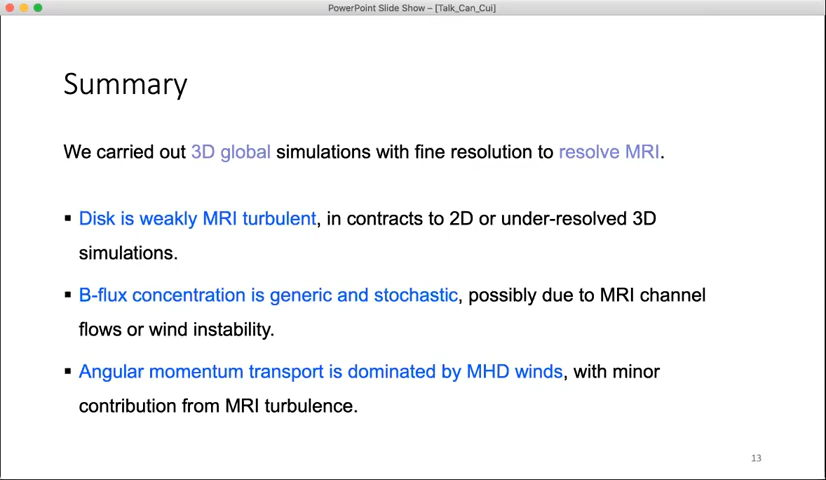 PowerPoint Slide Show – [Talk_Can_Cui]
Summary
We carried out 3D global simulations with fine resolution to resolve MRI.
▪ Disk is weakly MRI turbulent, in contracts to 2D or under-resolved 3D
simulations.
▪ B-flux concentration is generic and stochastic, possibly due to MRI channel
flows or wind instability.
▪ Angular momentum transport is dominated by MHD winds, with minor
contribution from MRI turbulence.
13